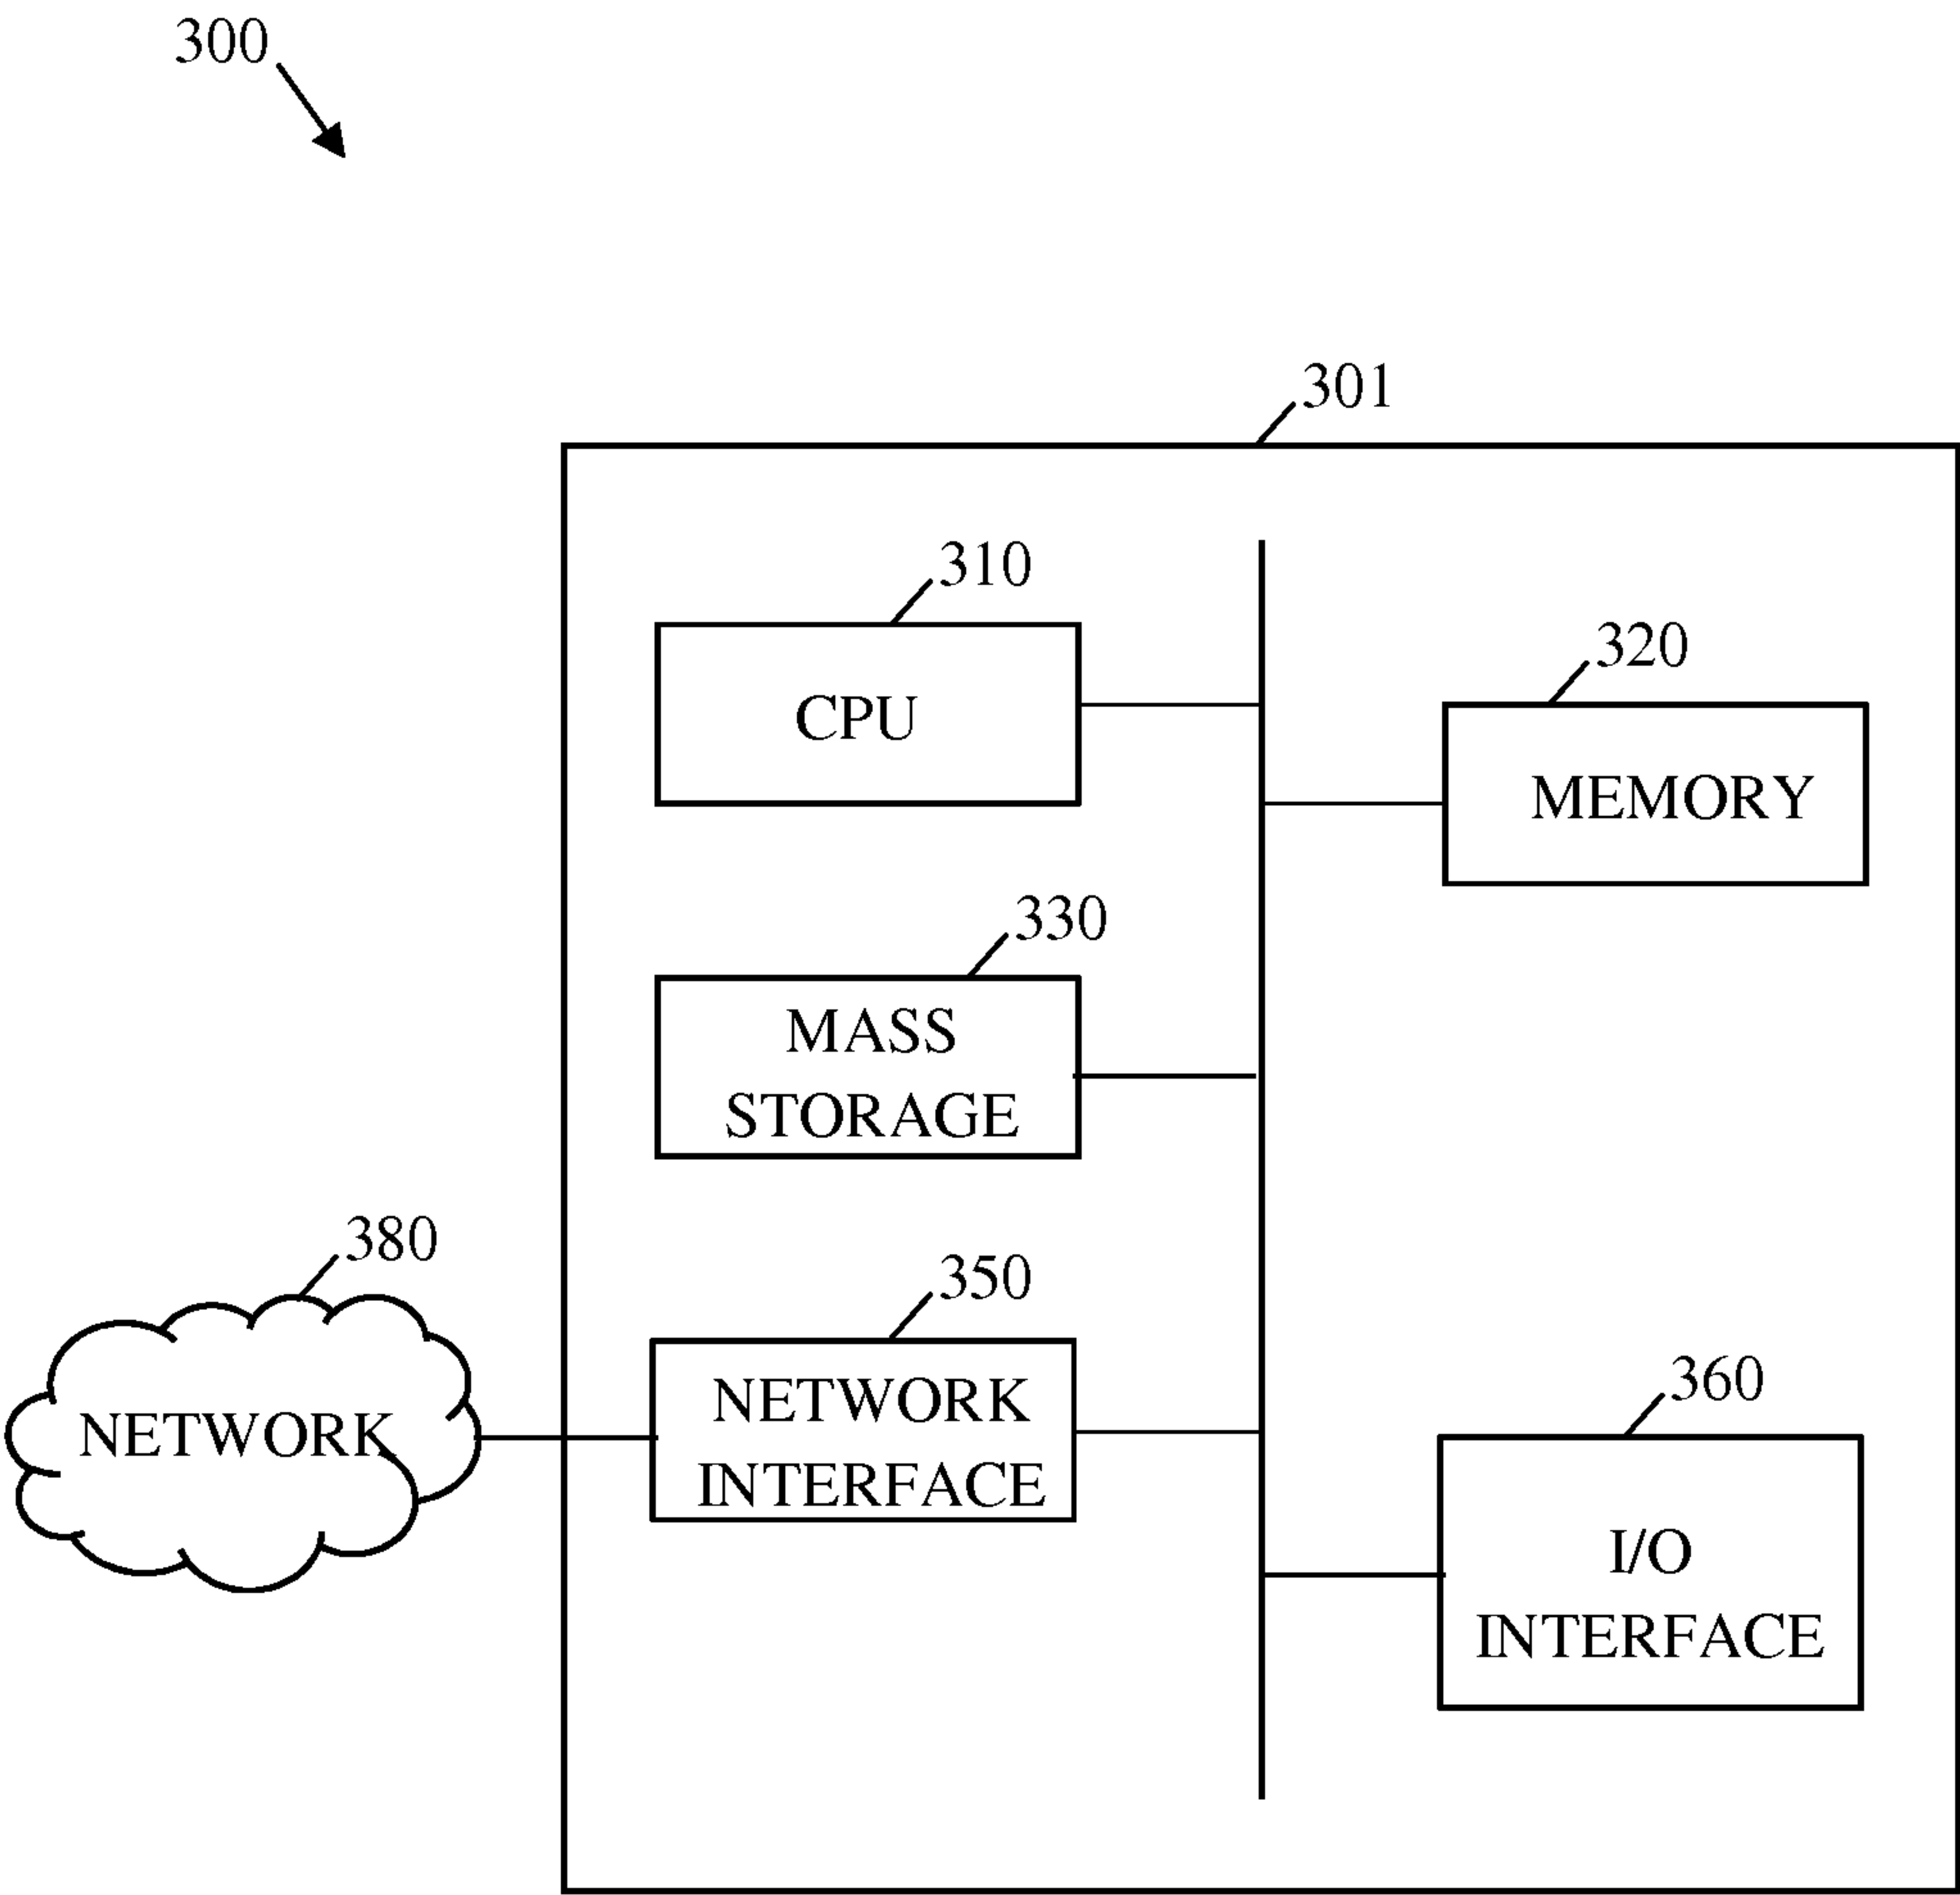 300
301
310
CPU
320
MEMORY
330
MASS
STORAGE
380
NETWORK
350
NETWORK
INTERFACE
360
I/O
INTERFACE